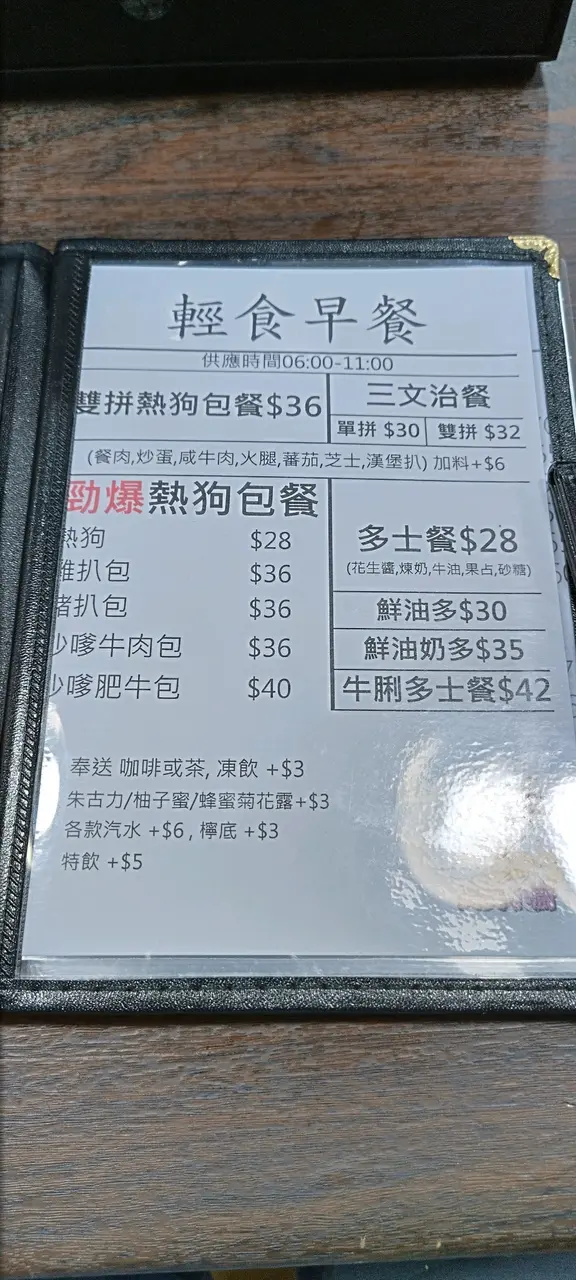 輕食早餐
供應時間06:00-11:00
雙拼熱狗包餐$36
三文治餐
單拼 $30 雙拼 $32
(餐肉,炒蛋,咸牛肉,火腿,蕃茄,芝士,漢堡扒) 加料+$6
勁爆熱狗包餐
熱狗 $28
雞扒包 $36
豬扒包 $36
沙嗲牛肉包 $36
沙嗲肥牛包 $40
多士餐$28
(花生醬,煉奶,牛油,果占,砂糖)
鮮油多$30
鮮油奶多$35
牛脷多士餐$42
奉送 咖啡或茶, 凍飲 +$3
朱古力/柚子蜜/蜂蜜菊花露+$3
各款汽水 +$6 , 檸底 +$3
特飲 +$5